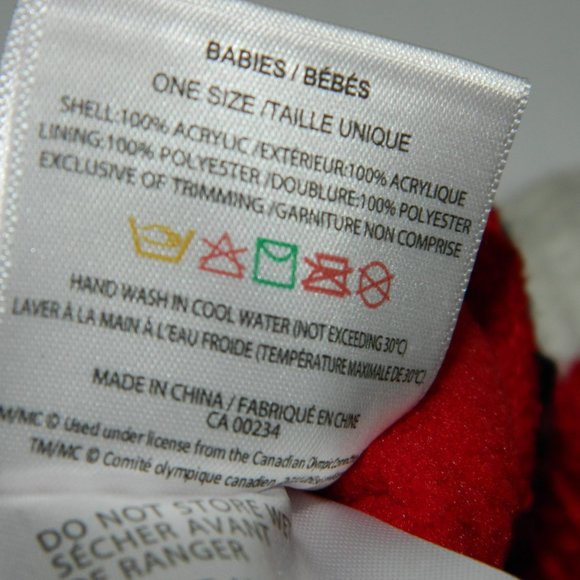 BABIES / BÉBÉS
ONE SIZE /TAILLE UNIQUE
SHELL:100% ACRYLIC /EXTÉRIEUR:100% ACRYLIQUE
LINING:100% POLYESTER /DOUBLURE:100% POLYESTER
EXCLUSIVE OF TRIMMING /GARNITURE NON COMPRISE
HAND WASH IN COOL WATER (NOT EXCEEDING 30°C)
LAVER À LA MAIN À L'EAU FROIDE (TEMPÉRATURE MAXIMALE DE 30°C)
MADE IN CHINA / FABRIQUÉ EN CHINE
CA 00234
TM/MC © Used under license from the Canadian Olympic
TM/MC © Comité olympique canadien,
DO NOT STORE WET
SÉCHER AVANT
DE RANGER